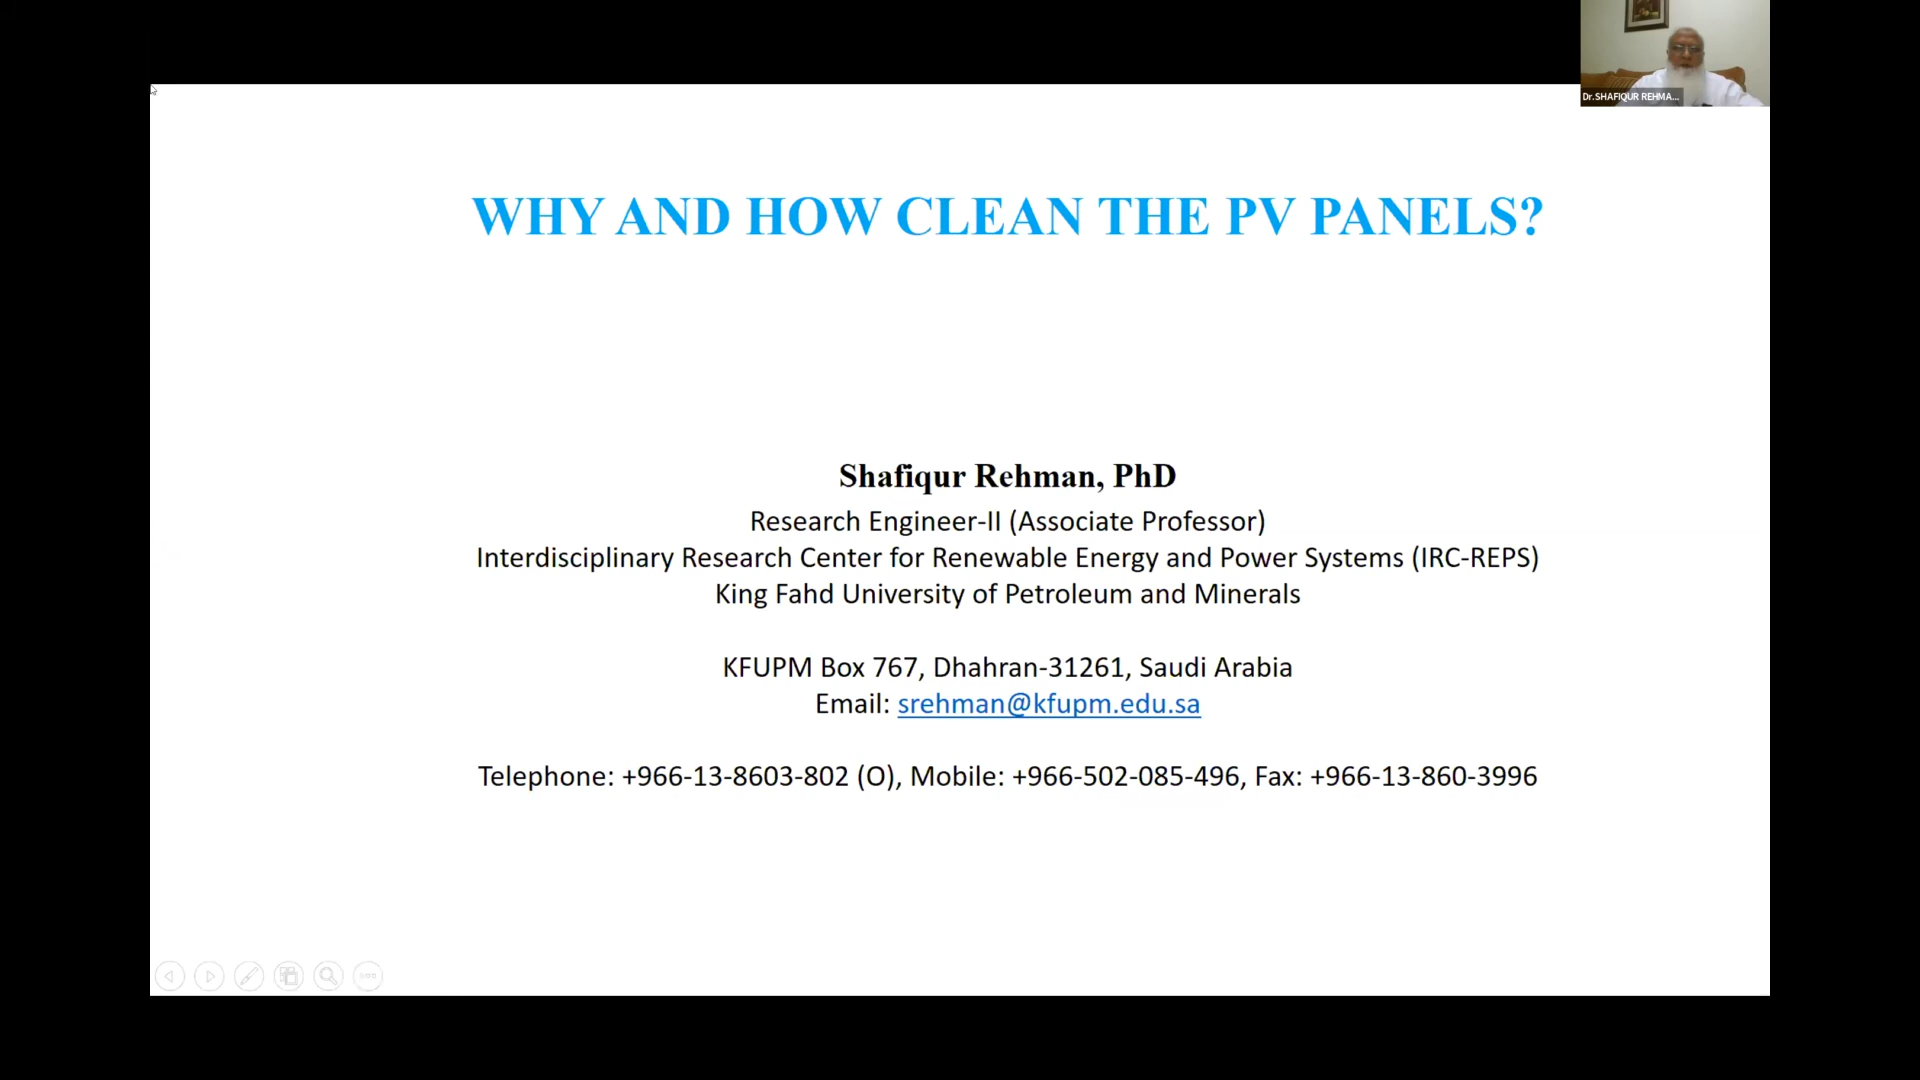 Dr.SHAFIQUR REHMA...
WHY AND HOW CLEAN THE PV PANELS?
Shafiqur Rehman, PhD
Research Engineer-II (Associate Professor)
Interdisciplinary Research Center for Renewable Energy and Power Systems (IRC-REPS)
King Fahd University of Petroleum and Minerals
KFUPM Box 767, Dhahran-31261, Saudi Arabia
Email: srehman@kfupm.edu.sa
Telephone: +966-13-8603-802 (O), Mobile: +966-502-085-496, Fax: +966-13-860-3996